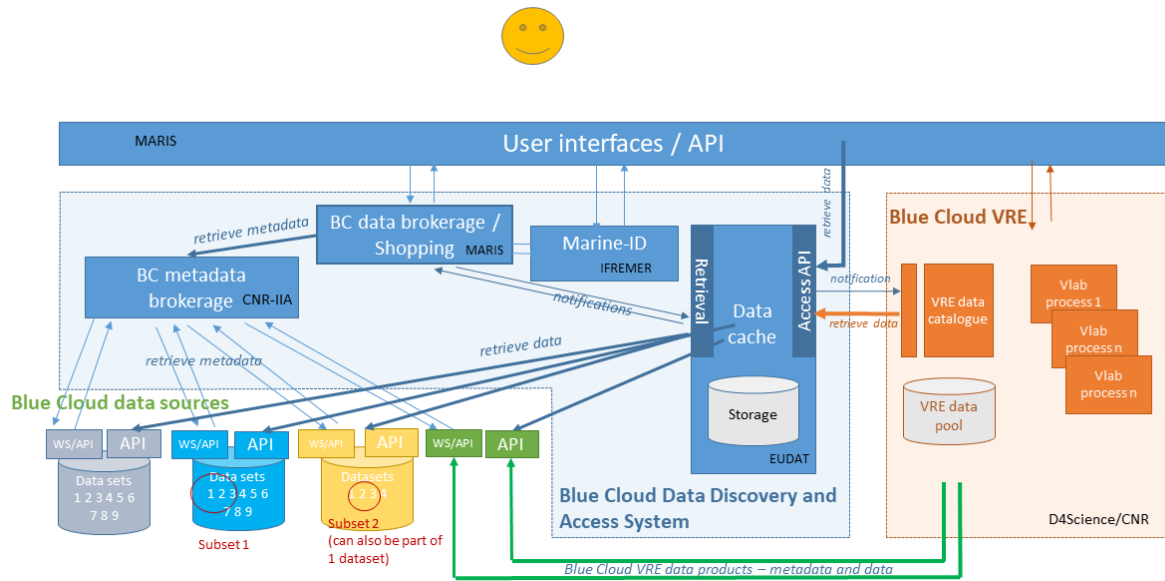 MARIS
User interfaces / API
retrieve data
BC data brokerage /
Shopping
MARIS
retrieve metadata
Marine-ID
IFREMER
BC metadata
brokerage
CNR-IIA
notifications
Retrieval
Data
cache
Access API
Storage
EUDAT
notification
retrieve data
Blue Cloud VRE
VRE data
catalogue
Vlab
process 1
Vlab
process n
Vlab
process n
VRE data
pool
D4Science/CNR
retrieve metadata
retrieve data
Blue Cloud data sources
WS/API
API
WS/API
API
WS/API
API
WS/API
API
Data sets
1 2 3 4 5 6
7 8 9
Data sets
1 2 3 4 5 6
7 8 9
Datasets
1 2 3 4
Subset 1
Subset 2
(can also be part of
1 dataset)
Blue Cloud Data Discovery and
Access System
Blue Cloud VRE data products – metadata and data